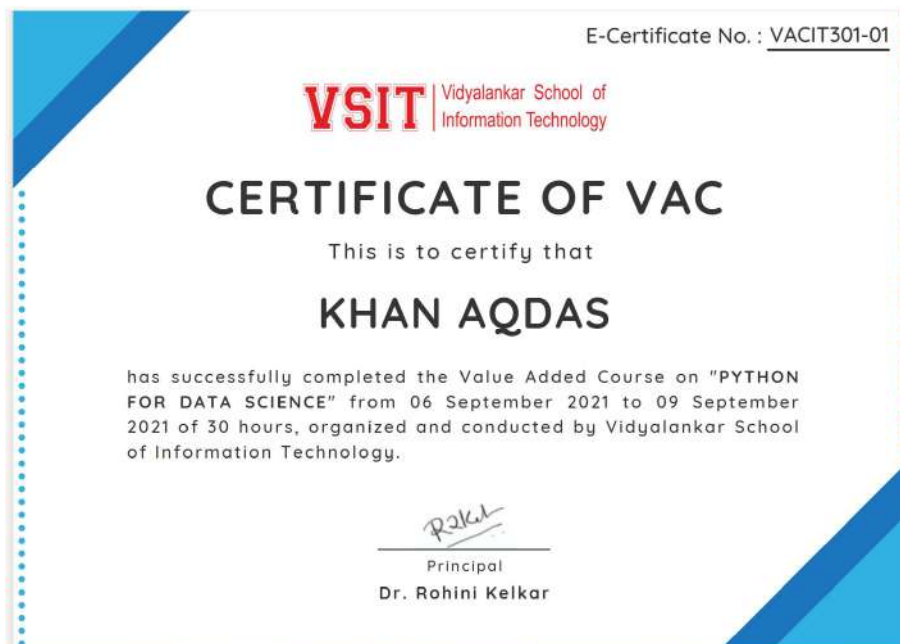 E-Certificate No. : VACIT301-01
VSIT
Vidyalankar School of
Information Technology
CERTIFICATE OF VAC
This is to certify that
KHAN AQDAS
has successfully completed the Value Added Course on "PYTHON
FOR DATA SCIENCE" from 06 September 2021 to 09 September
2021 of 30 hours, organized and conducted by Vidyalankar School
of Information Technology.
Principal
Dr. Rohini Kelkar